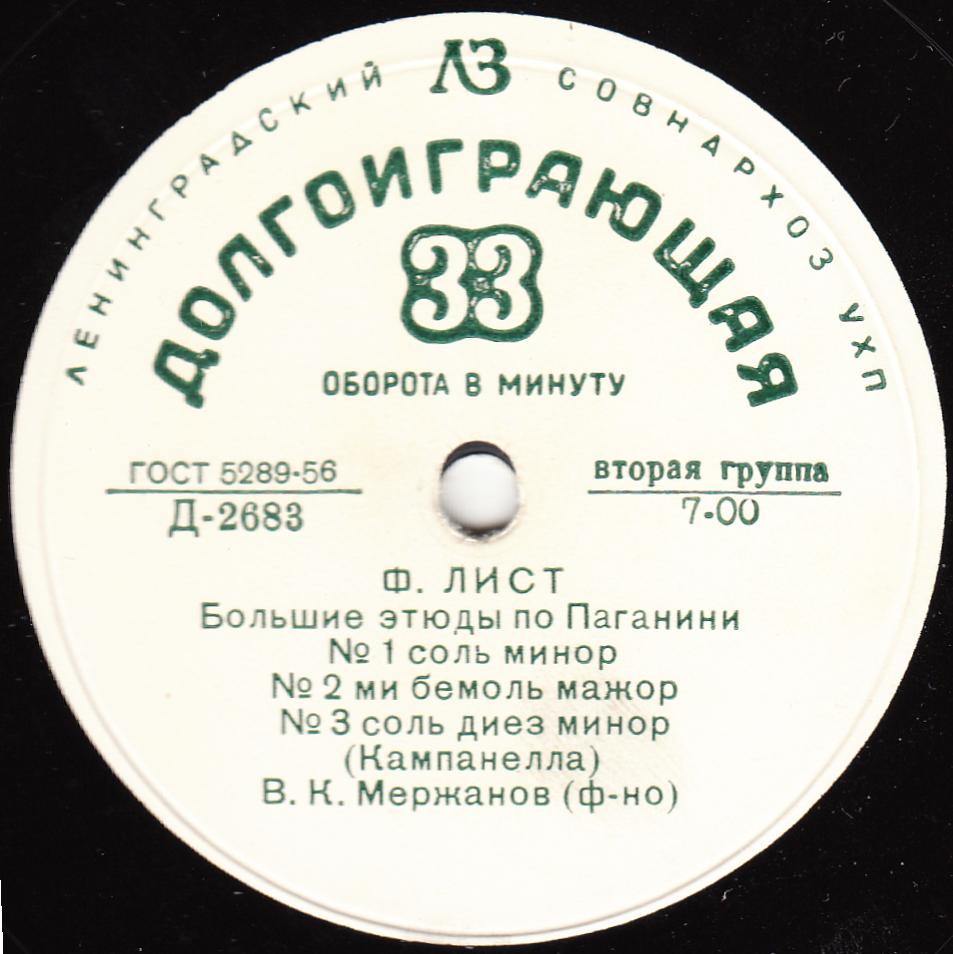 ЛЕНИНГРАДСКИЙ ЛЗ СОВНАРХОЗ УХП
ДОЛГОИГРАЮЩАЯ
33
ОБОРОТА В МИНУТУ
ГОСТ 5289-56
Д-2683
вторая группа
7-00
Ф. ЛИСТ
Большие этюды по Паганини
№ 1 соль минор
№ 2 ми бемоль мажор
№ 3 соль диез минор
(Кампанелла)
В. К. Мержанов (ф-но)